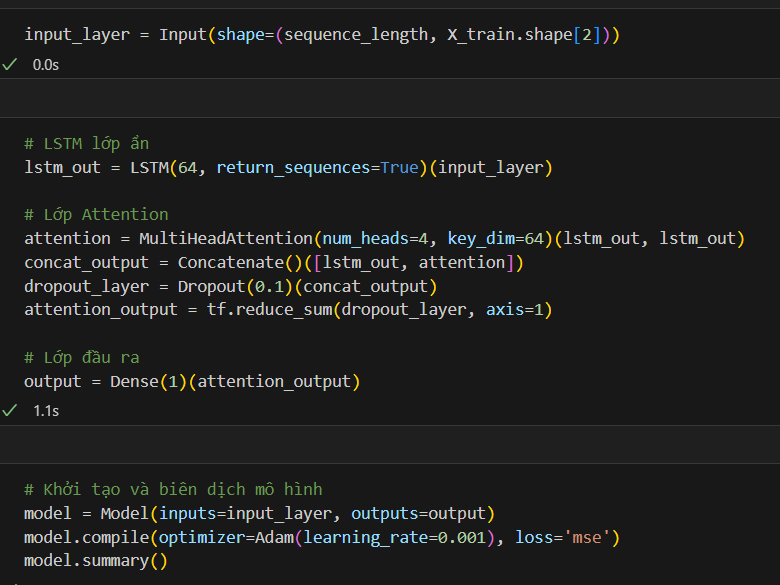 input_layer = Input(shape=(sequence_length, X_train.shape[2]))
0.0s
# LSTM lớp ẩn
lstm_out = LSTM(64, return_sequences=True)(input_layer)
# Lớp Attention
attention = MultiHeadAttention(num_heads=4, key_dim=64)(lstm_out, lstm_out)
concat_output = Concatenate()([lstm_out, attention])
dropout_layer = Dropout(0.1)(concat_output)
attention_output = tf.reduce_sum(dropout_layer, axis=1)
# Lớp đầu ra
output = Dense(1)(attention_output)
1.1s
# Khởi tạo và biên dịch mô hình
model = Model(inputs=input_layer, outputs=output)
model.compile(optimizer=Adam(learning_rate=0.001), loss='mse')
model.summary()